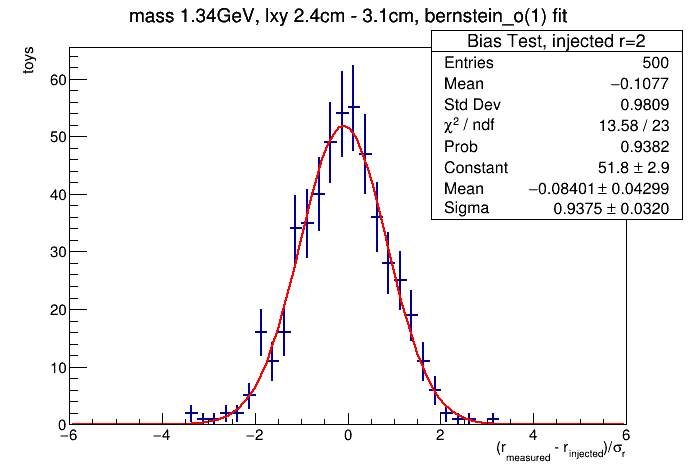 mass 1.34GeV, lxy 2.4cm - 3.1cm, bernstein_o(1) fit
toys
Bias Test, injected r=2
Entries 500
Mean −0.1077
Std Dev 0.9809
χ² / ndf 13.58 / 23
Prob 0.9382
Constant 51.8 ± 2.9
Mean −0.08401 ± 0.04299
Sigma 0.9375 ± 0.0320
60
50
40
30
20
10
0
−6 −4 −2 0 2 4 6
(r_measured - r_injected)/σ_r